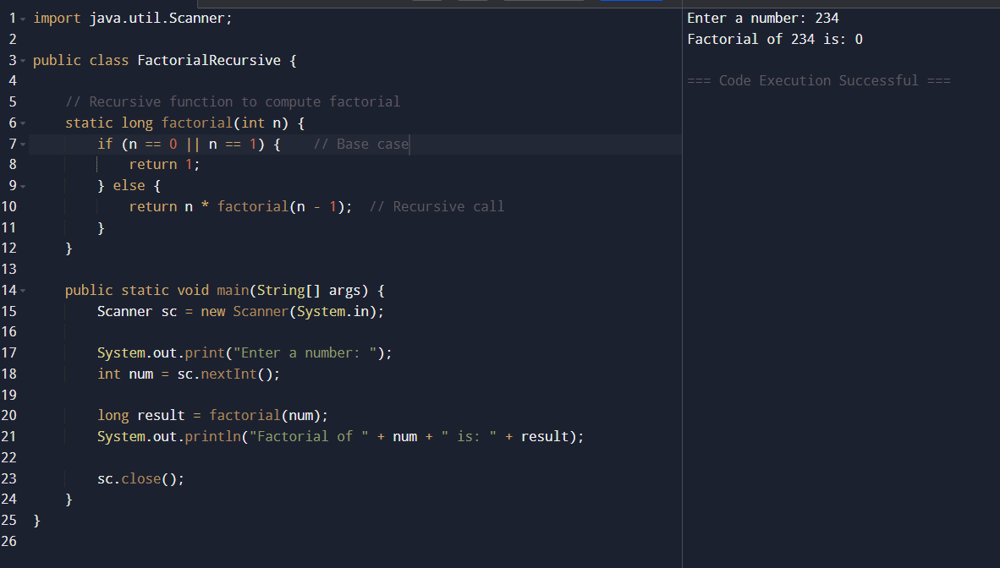 1 import java.util.Scanner;
2
3 public class FactorialRecursive {
4
5     // Recursive function to compute factorial
6     static long factorial(int n) {
7         if (n == 0 || n == 1) {    // Base case
8             return 1;
9         } else {
10             return n * factorial(n - 1);  // Recursive call
11         }
12     }
13
14     public static void main(String[] args) {
15         Scanner sc = new Scanner(System.in);
16
17         System.out.print("Enter a number: ");
18         int num = sc.nextInt();
19
20         long result = factorial(num);
21         System.out.println("Factorial of " + num + " is: " + result);
22
23         sc.close();
24     }
25 }
26
Enter a number: 234
Factorial of 234 is: 0
=== Code Execution Successful ===